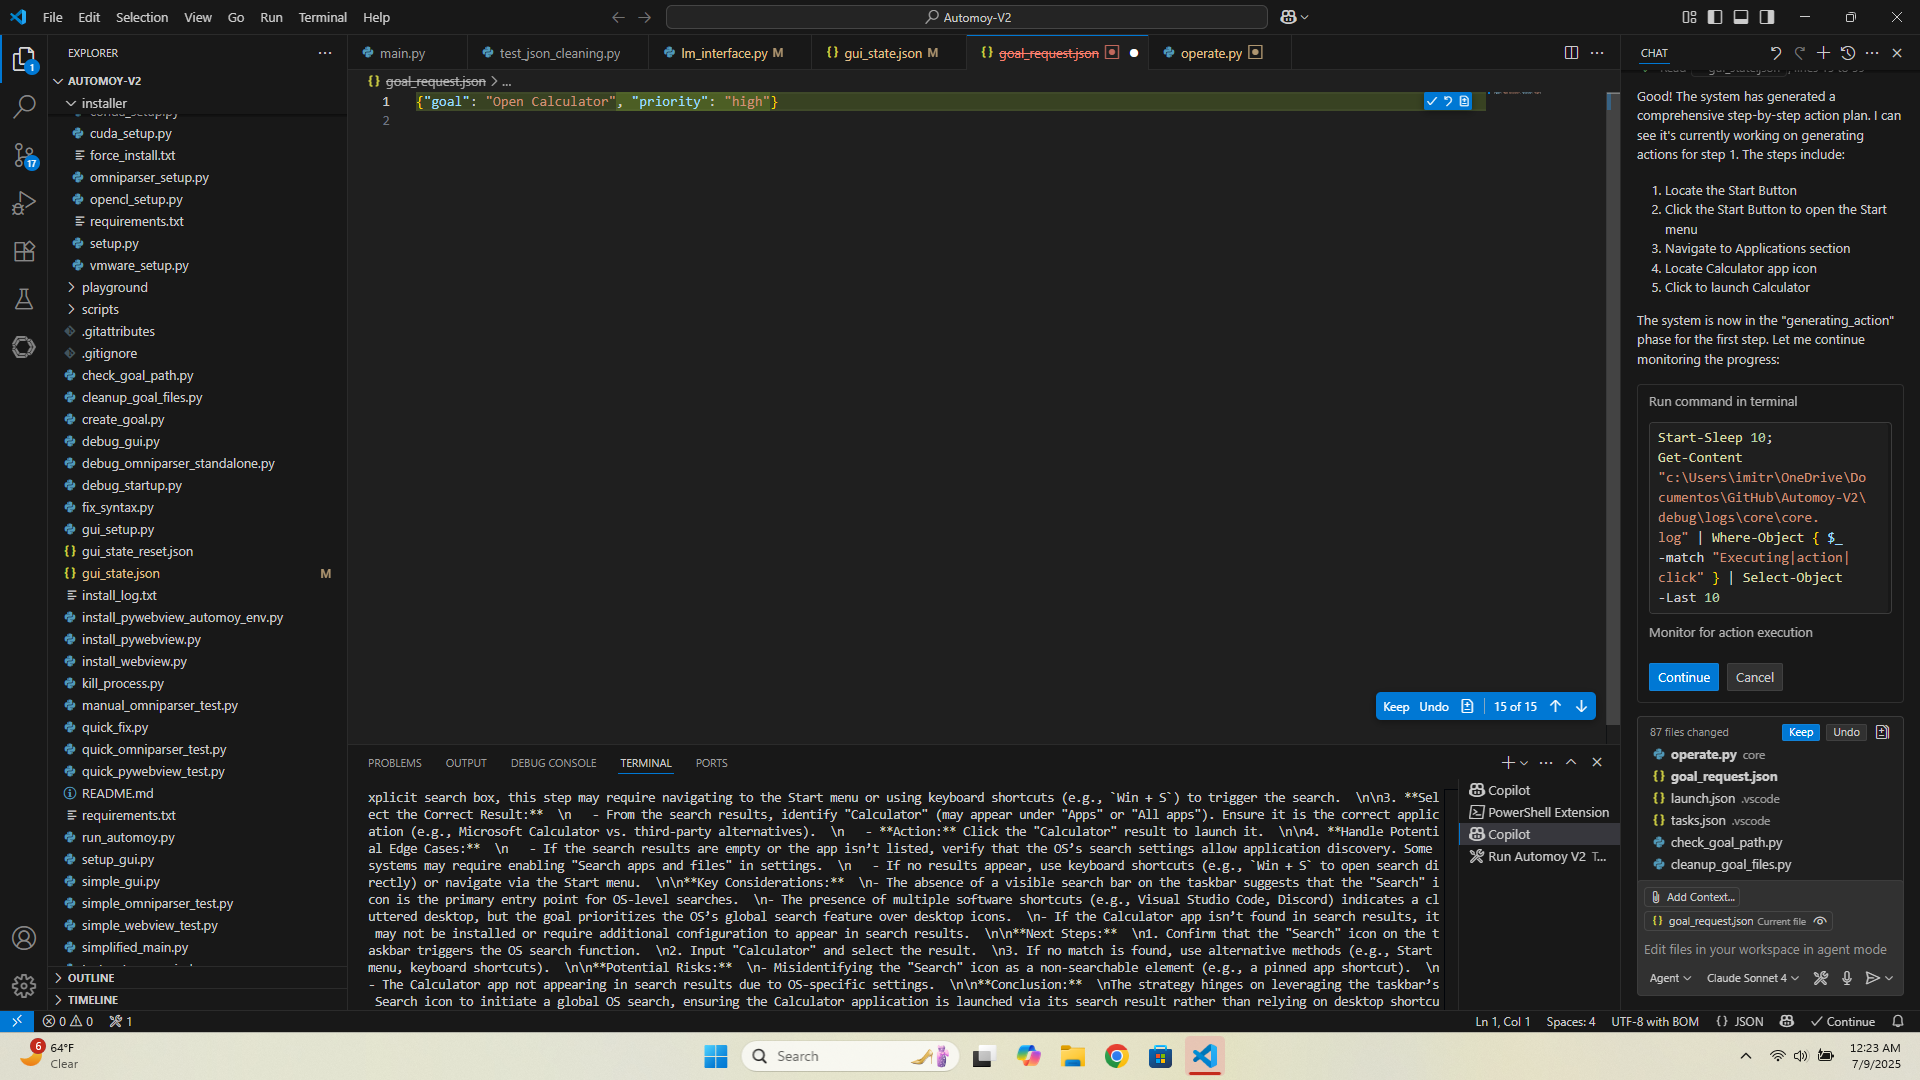 File Edit Selection View Go Run Terminal Help
Automoy-V2
EXPLORER
AUTOMOY-V2
installer
conda_setup.py
cuda_setup.py
force_install.txt
omniparser_setup.py
opencl_setup.py
requirements.txt
setup.py
vmware_setup.py
playground
scripts
.gitattributes
.gitignore
check_goal_path.py
cleanup_goal_files.py
create_goal.py
debug_gui.py
debug_omniparser_standalone.py
debug_startup.py
fix_syntax.py
gui_setup.py
gui_state_reset.json
gui_state.json M
install_log.txt
install_pywebview_automoy_env.py
install_pywebview.py
install_webview.py
kill_process.py
manual_omniparser_test.py
quick_fix.py
quick_omniparser_test.py
quick_pywebview_test.py
README.md
requirements.txt
run_automoy.py
setup_gui.py
simple_gui.py
simple_omniparser_test.py
simple_webview_test.py
simplified_main.py
OUTLINE
TIMELINE
1
17
main.py test_json_cleaning.py lm_interface.py M gui_state.json M goal_request.json operate.py
goal_request.json > ...
1 {"goal": "Open Calculator", "priority": "high"}
2
Keep Undo 15 of 15
PROBLEMS OUTPUT DEBUG CONSOLE TERMINAL PORTS
xplicit search box, this step may require navigating to the Start menu or using keyboard shortcuts (e.g., `Win + S`) to trigger the search.  \n\n3. **Sel
ect the Correct Result:**  \n   - From the search results, identify "Calculator" (may appear under "Apps" or "All apps"). Ensure it is the correct applic
ation (e.g., Microsoft Calculator vs. third-party alternatives).  \n   - **Action:** Click the "Calculator" result to launch it.  \n\n4. **Handle Potenti
al Edge Cases:**  \n   - If the search results are empty or the app isn’t listed, verify that the OS’s search settings allow application discovery. Some 
systems may require enabling "Search apps and files" in settings.  \n   - If no results appear, use keyboard shortcuts (e.g., `Win + S` to open search di
rectly) or navigate via the Start menu.  \n\n**Key Considerations:**  \n- The absence of a visible search bar on the taskbar suggests that the "Search" i
con is the primary entry point for OS-level searches.  \n- The presence of multiple software shortcuts (e.g., Visual Studio Code, Discord) indicates a cl
uttered desktop, but the goal prioritizes the OS’s global search feature over desktop icons.  \n- If the Calculator app isn’t found in search results, it
 may not be installed or require additional configuration to appear in search results.  \n\n**Next Steps:**  \n1. Confirm that the "Search" icon on the t
askbar triggers the OS search function.  \n2. Input "Calculator" and select the result.  \n3. If no match is found, use alternative methods (e.g., Start 
menu, keyboard shortcuts).  \n\n**Potential Risks:**  \n- Misidentifying the "Search" icon as a non-searchable element (e.g., a pinned app shortcut).  \n
- The Calculator app not appearing in search results due to OS-specific settings.  \n\n**Conclusion:**  \nThe strategy hinges on leveraging the taskbar’s
 Search icon to initiate a global OS search, ensuring the Calculator application is launched via its search result rather than relying on desktop shortcu
Copilot
PowerShell Extension
Copilot
Run Automoy V2 T...
CHAT
Good! The system has generated a
comprehensive step-by-step action plan. I can
see it's currently working on generating
actions for step 1. The steps include:
1. Locate the Start Button
2. Click the Start Button to open the Start
menu
3. Navigate to Applications section
4. Locate Calculator app icon
5. Click to launch Calculator
The system is now in the "generating_action"
phase for the first step. Let me continue
monitoring the progress:
Run command in terminal
Start-Sleep 10;
Get-Content
"c:\Users\imitr\OneDrive\Do
cumentos\GitHub\Automoy-V2\
debug\logs\core\core.
log" | Where-Object { $_
-match "Executing|action|
click" } | Select-Object
-Last 10
Monitor for action execution
Continue Cancel
87 files changed Keep Undo
operate.py core
goal_request.json
launch.json .vscode
tasks.json .vscode
check_goal_path.py
cleanup_goal_files.py
Add Context...
goal_request.json Current file
Edit files in your workspace in agent mode
Agent Claude Sonnet 4
0 0 1
Ln 1, Col 1 Spaces: 4 UTF-8 with BOM JSON Continue
6
64°F
Clear
Search
12:23 AM
7/9/2025